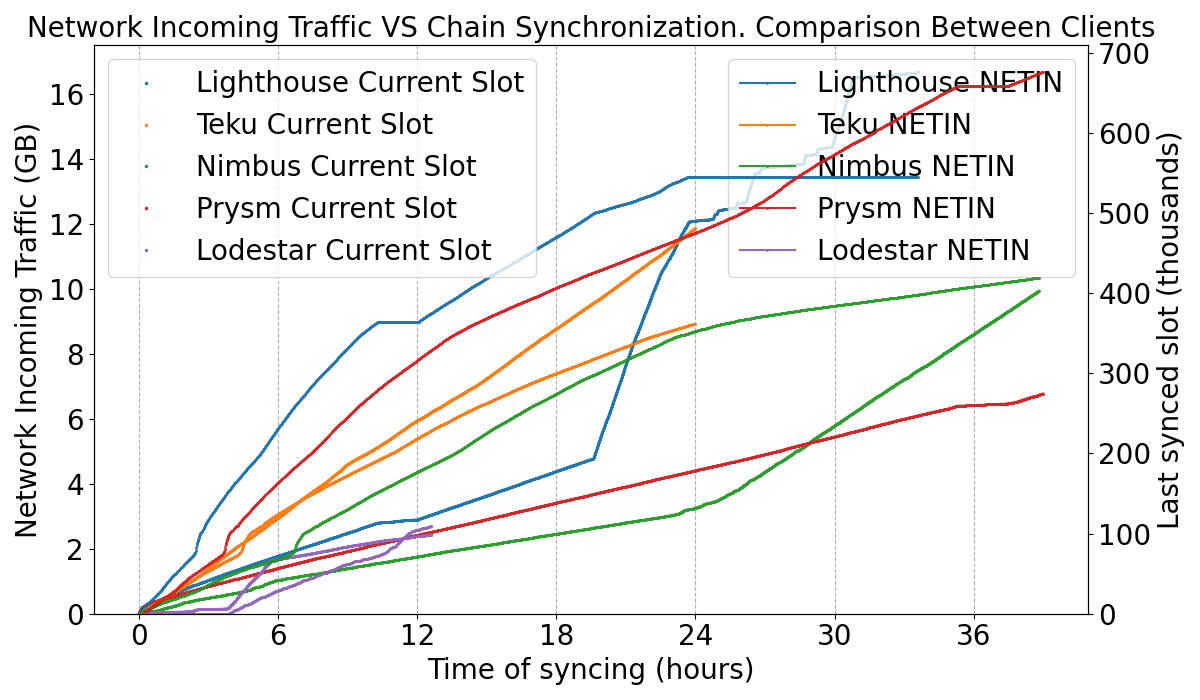 Network Incoming Traffic VS Chain Synchronization. Comparison Between Clients
Network Incoming Traffic (GB)
16
14
12
10
8
6
4
2
0
Lighthouse Current Slot
Teku Current Slot
Nimbus Current Slot
Prysm Current Slot
Lodestar Current Slot
Lighthouse NETIN
Teku NETIN
Nimbus NETIN
Prysm NETIN
Lodestar NETIN
700
600
500
400
300
200
100
0
Last synced slot (thousands)
0 6 12 18 24 30 36
Time of syncing (hours)